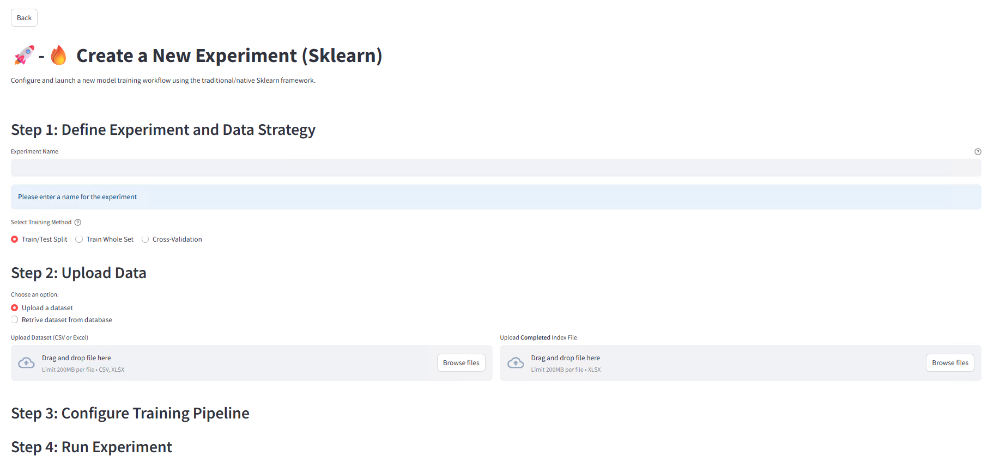 Back
🚀 - 🔥 Create a New Experiment (Sklearn)
Configure and launch a new model training workflow using the traditional/native Sklearn framework.
Step 1: Define Experiment and Data Strategy
Experiment Name
Please enter a name for the experiment
Select Training Method
Train/Test Split Train Whole Set Cross-Validation
Step 2: Upload Data
Choose an option:
Upload a dataset
Retrive dataset from database
Upload Dataset (CSV or Excel)
Drag and drop file here
Limit 200MB per file • CSV, XLSX
Browse files
Upload Completed Index File
Drag and drop file here
Limit 200MB per file • XLSX
Browse files
Step 3: Configure Training Pipeline
Step 4: Run Experiment